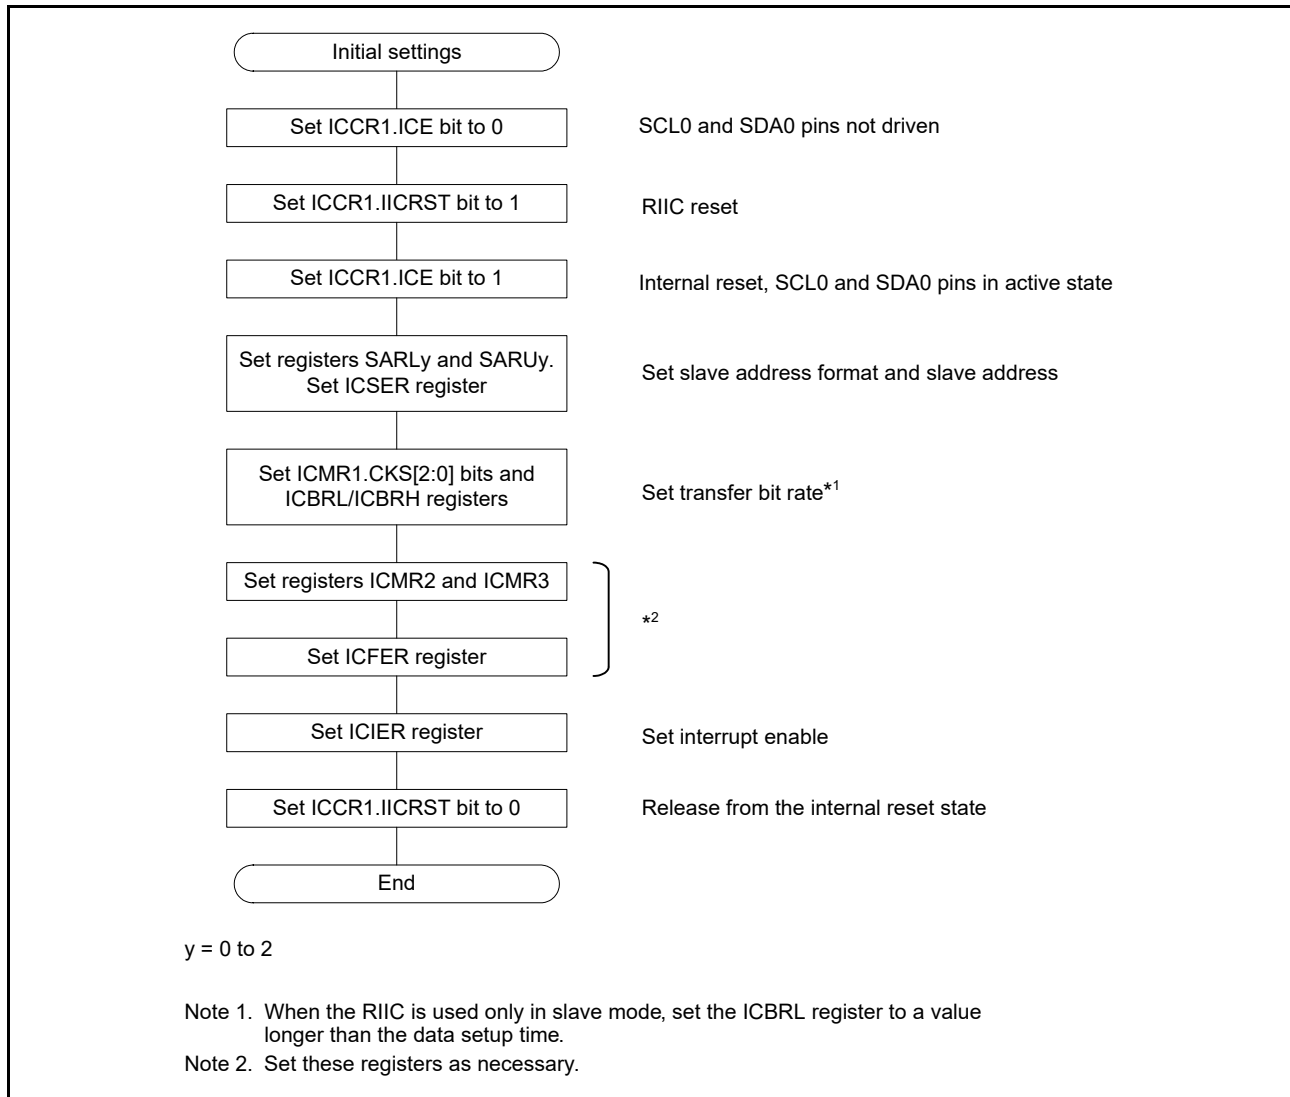 Initial settings
Set ICCR1.ICE bit to 0
SCL0 and SDA0 pins not driven
Set ICCR1.IICRST bit to 1
RIIC reset
Set ICCR1.ICE bit to 1
Internal reset, SCL0 and SDA0 pins in active state
Set registers SARLy and SARUy.
Set ICSER register
Set slave address format and slave address
Set ICMR1.CKS[2:0] bits and
ICBRL/ICBRH registers
Set transfer bit rate*1
Set registers ICMR2 and ICMR3
*2
Set ICFER register
Set ICIER register
Set interrupt enable
Set ICCR1.IICRST bit to 0
Release from the internal reset state
End
y = 0 to 2
Note 1. When the RIIC is used only in slave mode, set the ICBRL register to a value
longer than the data setup time.
Note 2. Set these registers as necessary.